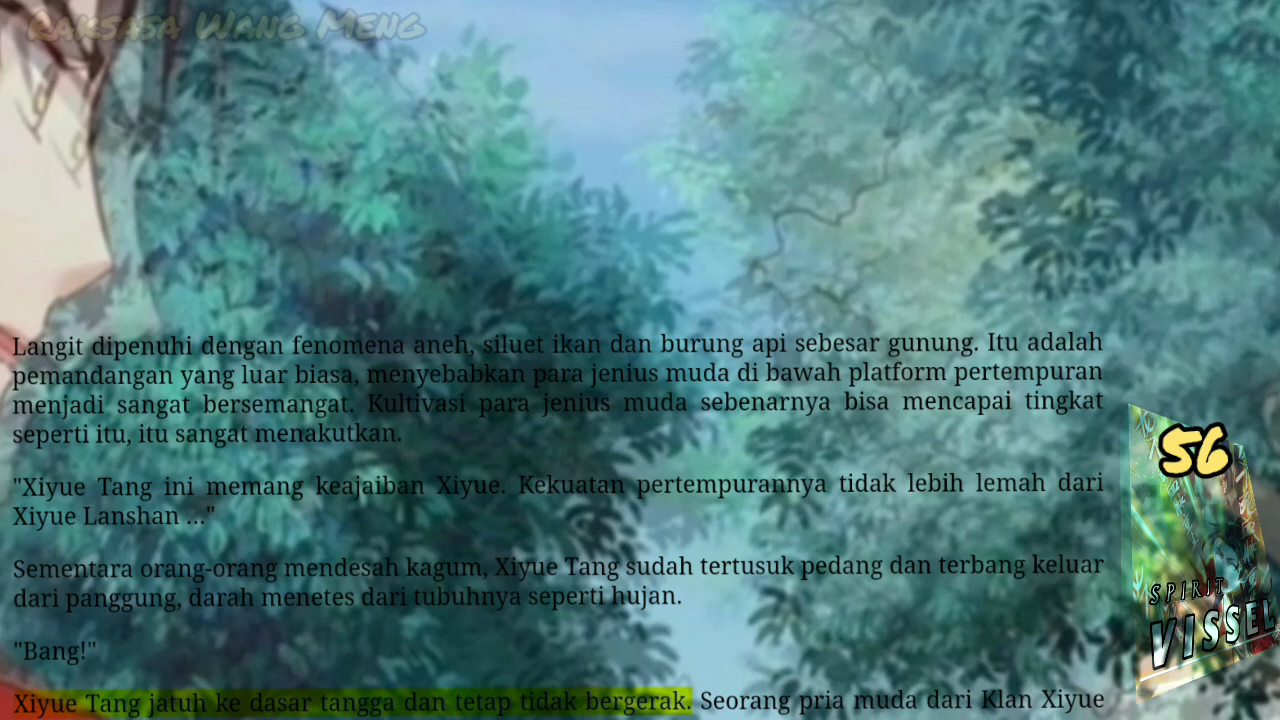 Raksasa Wang Meng
Langit dipenuhi dengan fenomena aneh, siluet ikan dan burung api sebesar gunung. Itu adalah
pemandangan yang luar biasa, menyebabkan para jenius muda di bawah platform pertempuran
menjadi sangat bersemangat. Kultivasi para jenius muda sebenarnya bisa mencapai tingkat
seperti itu, itu sangat menakutkan.
"Xiyue Tang ini memang keajaiban Xiyue. Kekuatan pertempurannya tidak lebih lemah dari
Xiyue Lanshan ..."
Sementara orang-orang mendesah kagum, Xiyue Tang sudah tertusuk pedang dan terbang keluar
dari panggung, darah menetes dari tubuhnya seperti hujan.
"Bang!"
Xiyue Tang jatuh ke dasar tangga dan tetap tidak bergerak. Seorang pria muda dari Klan Xiyue
56
SPIRIT
VISSEL